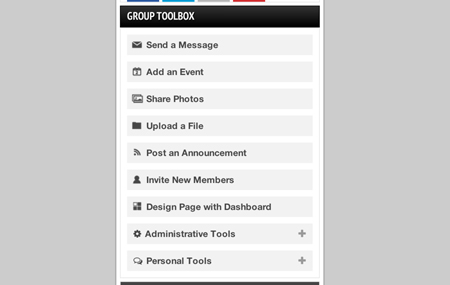 GROUP TOOLBOX
Send a Message
Add an Event
Share Photos
Upload a File
Post an Announcement
Invite New Members
Design Page with Dashboard
Administrative Tools
Personal Tools